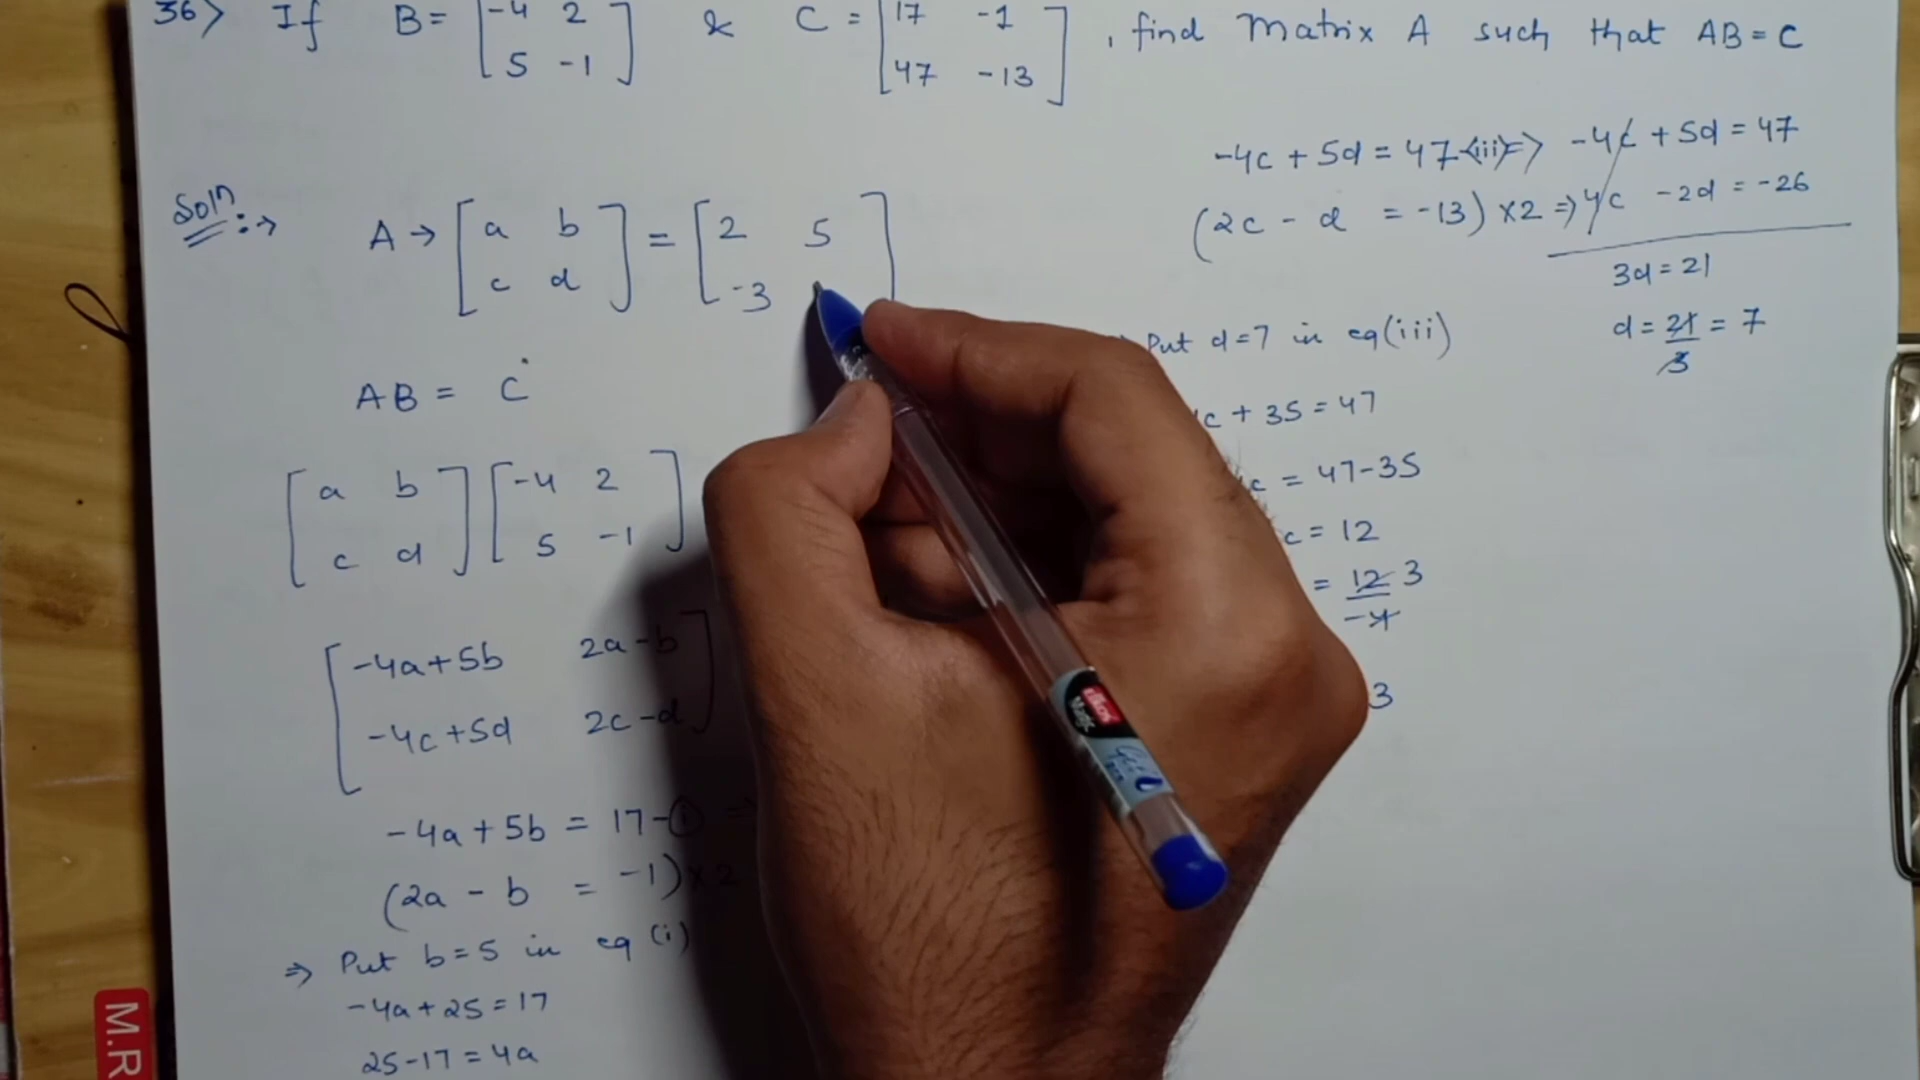 36) If B = [-4 2 & C = [17 -1 , find Matrix A such that AB = C
5 -1] 47 -13]
Soln :→ A → [a b = [2 5
c d] -3 ]
AB = C
[a b [-4 2
c d] 5 -1]
[-4a+5b 2a-b
-4c+5d 2c-d]
-4a+5b = 17-①
(2a - b = -1)×2
⇒ Put b=5 in eq (i)
-4a+25=17
25-17=4a
-4c+5d = 47-(iii)⇒ -4c+5d=47
(2c - d = -13)×2 ⇒ 4c -2d = -26
3d=21
d=21/3=7
Put d=7 in eq(iii)
c+35=47
c = 47-35
c = 12
= 12 3
-4
3
M.R